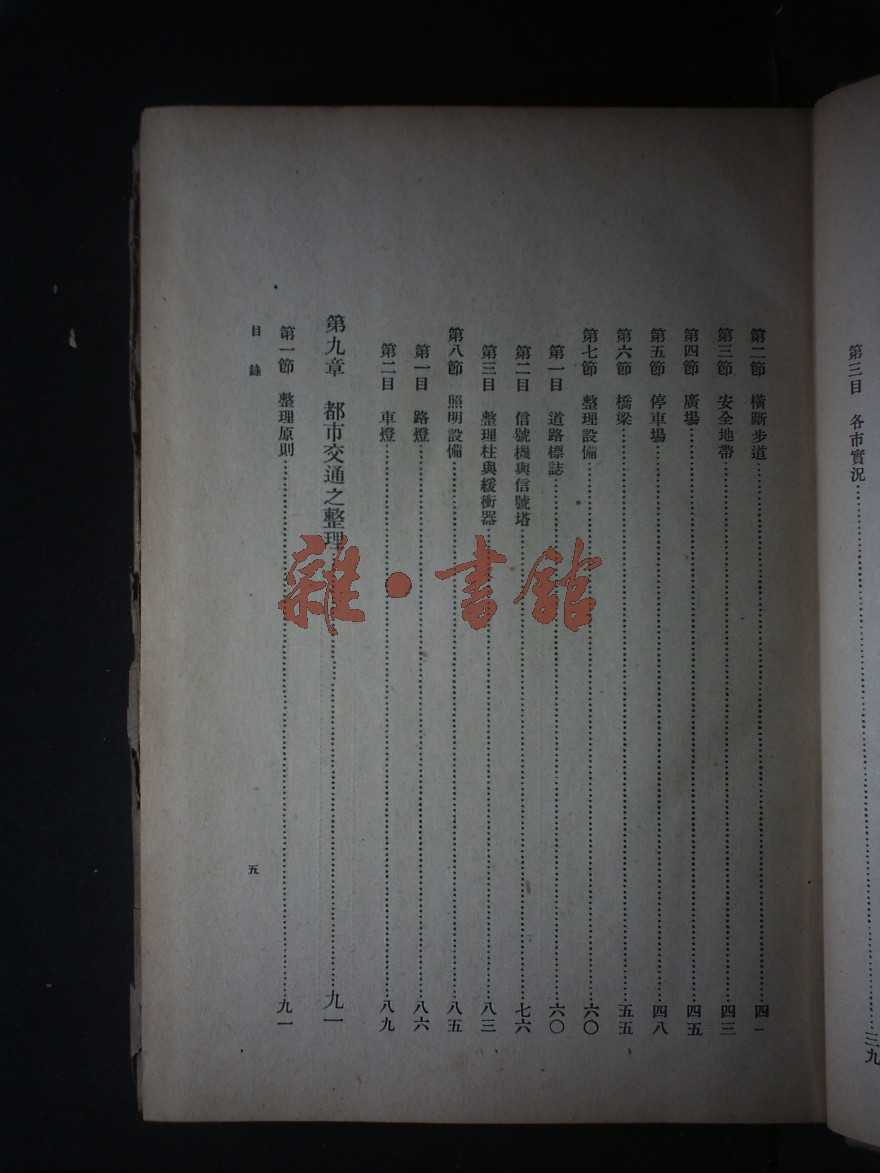 第三目 各市實況……三九
第二節 橫斷步道……四一
第三節 安全地帶……四三
第四節 廣場……四五
第五節 停車場……四八
第六節 橋梁……五五
第七節 整理設備……六〇
第一目 道路標誌……六〇
第二目 信號機與信號塔……七六
第三目 整理柱與緩衝器……八三
第八節 照明設備……八五
第一目 路燈……八六
第二目 車燈……八九
第九章 都市交通之整理……九一
第一節 整理原則……九一
目錄 五
雜·書館